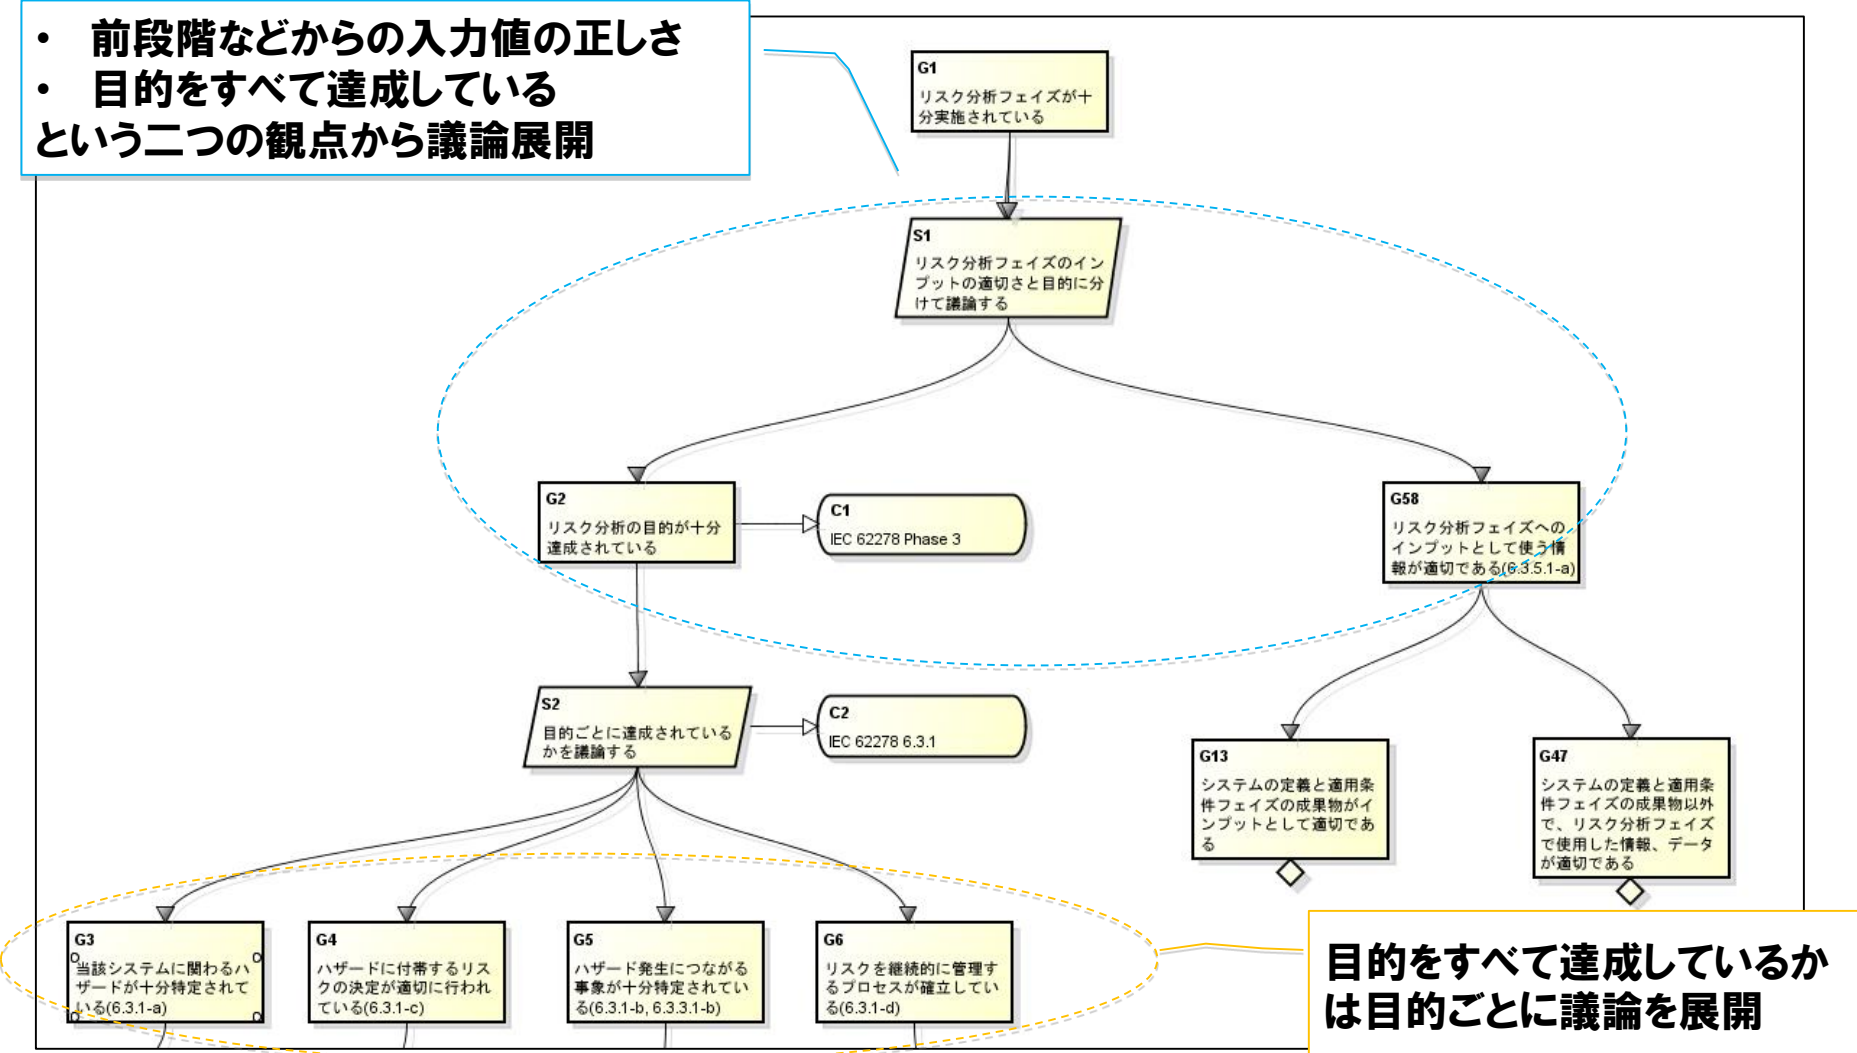 • 前段階などからの入力値の正しさ
• 目的をすべて達成している
という二つの観点から議論展開
G1
リスク分析フェイズが十
分実施されている
S1
リスク分析フェイズのイン
プットの適切さと目的に分
けて議論する
G2
リスク分析の目的が十分
達成されている
C1
IEC 62278 Phase 3
G58
リスク分析フェイズへの
インプットとして使う情
報が適切である(6.3.5.1-a)
S2
目的ごとに達成されている
かを議論する
C2
IEC 62278 6.3.1
G13
システムの定義と適用条
件フェイズの成果物がイ
ンプットとして適切であ
る
G47
システムの定義と適用条
件フェイズの成果物以外
で、リスク分析フェイズ
で使用した情報、データ
が適切である
G3
当該システムに関わるハ
ザードが十分特定されて
いる(6.3.1-a)
G4
ハザードに付帯するリス
クの決定が適切に行われ
ている(6.3.1-c)
G5
ハザード発生につながる
事象が十分特定されてい
る(6.3.1-b, 6.3.3.1-b)
G6
リスクを継続的に管理す
るプロセスが確立してい
る(6.3.1-d)
目的をすべて達成しているか
は目的ごとに議論を展開